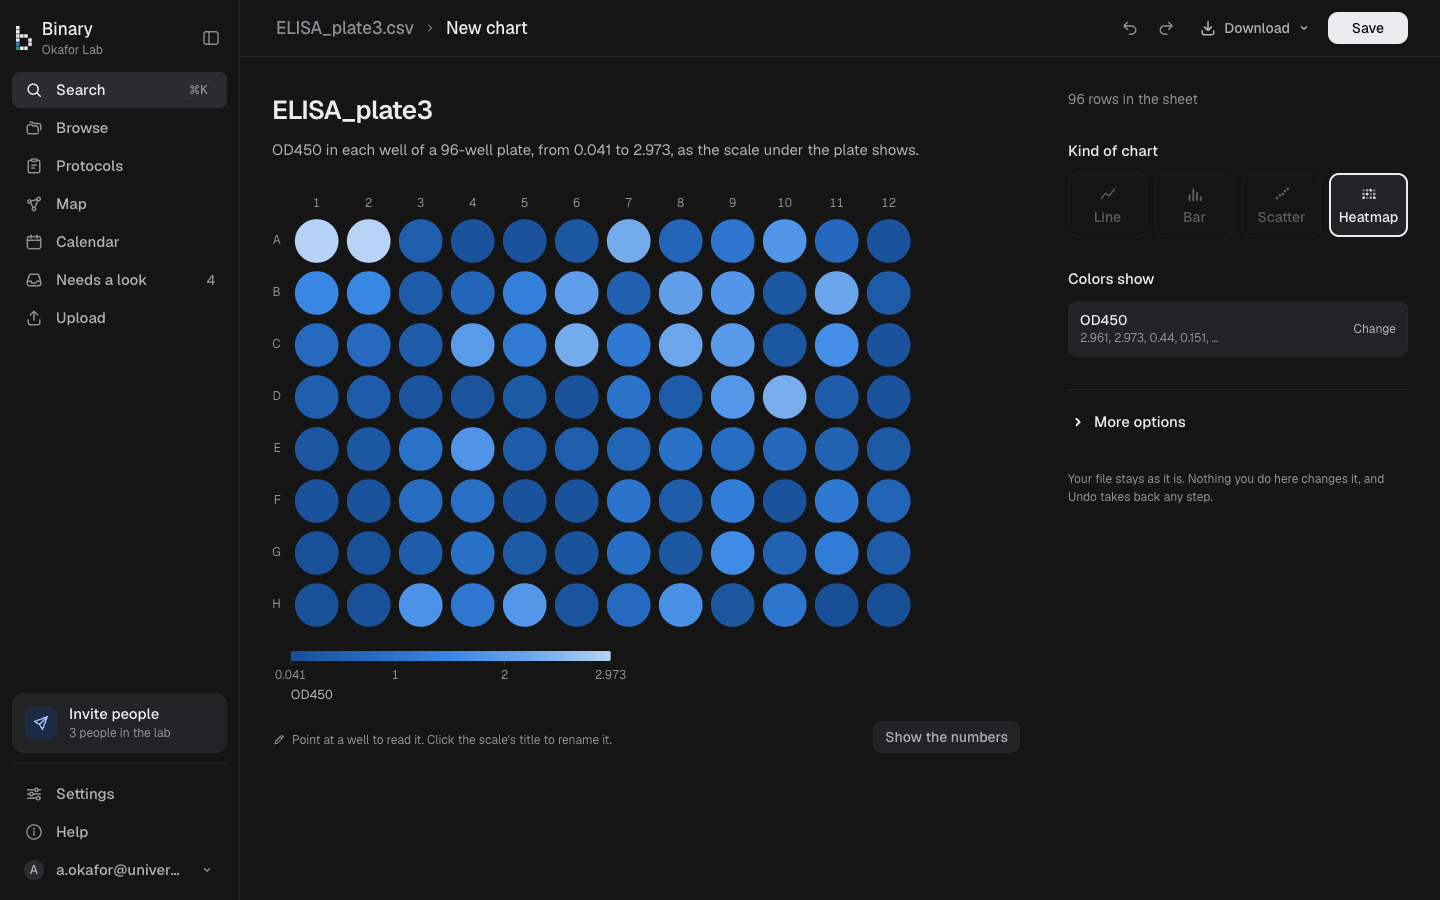 Binary
Okafor Lab
Search ⌘K
Browse
Protocols
Map
Calendar
Needs a look 4
Upload
Invite people
3 people in the lab
Settings
Help
A a.okafor@univer...
ELISA_plate3.csv › New chart
Download
Save
ELISA_plate3
OD450 in each well of a 96-well plate, from 0.041 to 2.973, as the scale under the plate shows.
1 2 3 4 5 6 7 8 9 10 11 12
A
B
C
D
E
F
G
H
0.041 1 2 2.973
OD450
Point at a well to read it. Click the scale's title to rename it.
Show the numbers
96 rows in the sheet
Kind of chart
Line Bar Scatter Heatmap
Colors show
OD450
2.961, 2.973, 0.44, 0.151, ...
Change
More options
Your file stays as it is. Nothing you do here changes it, and
Undo takes back any step.